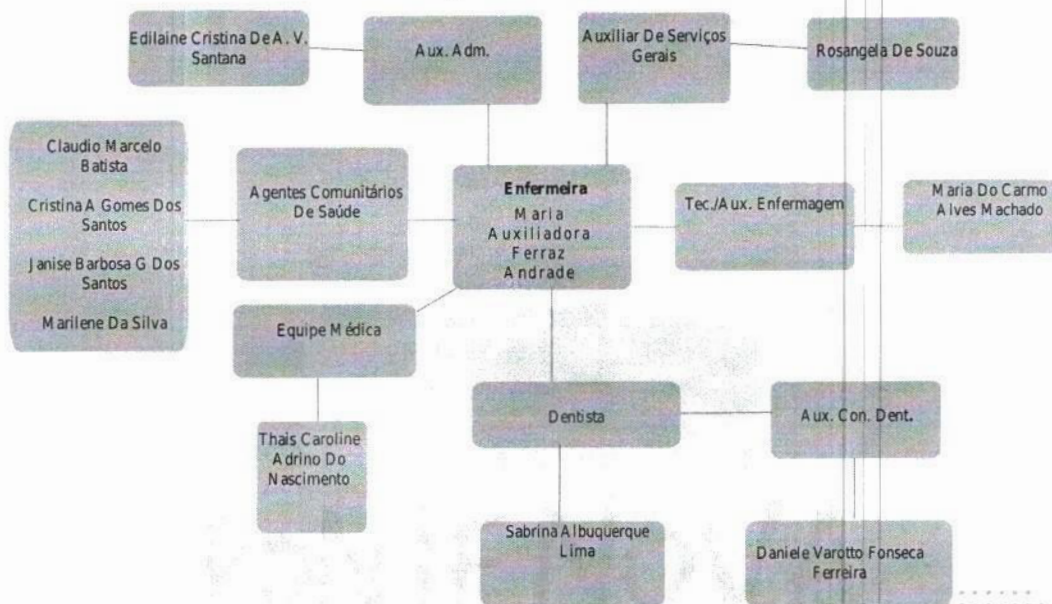 Edilaine Cristina De A. V.
Santana
Aux. Adm.
Auxiliar De Serviços
Gerais
Rosangela De Souza
Claudio Marcelo
Batista
Cristina A Gomes Dos
Santos
Janise Barbosa G Dos
Santos
Marilene Da Silva
Agentes Comunitários
De Saúde
Enfermeira
Maria
Auxiliadora
Ferraz
Andrade
Tec./Aux. Enfermagem
Maria Do Carmo
Alves Machado
Equipe Médica
Thais Caroline
Adrino Do
Nascimento
Dentista
Aux. Con. Dent.
Sabrina Albuquerque
Lima
Daniele Varotto Fonseca
Ferreira